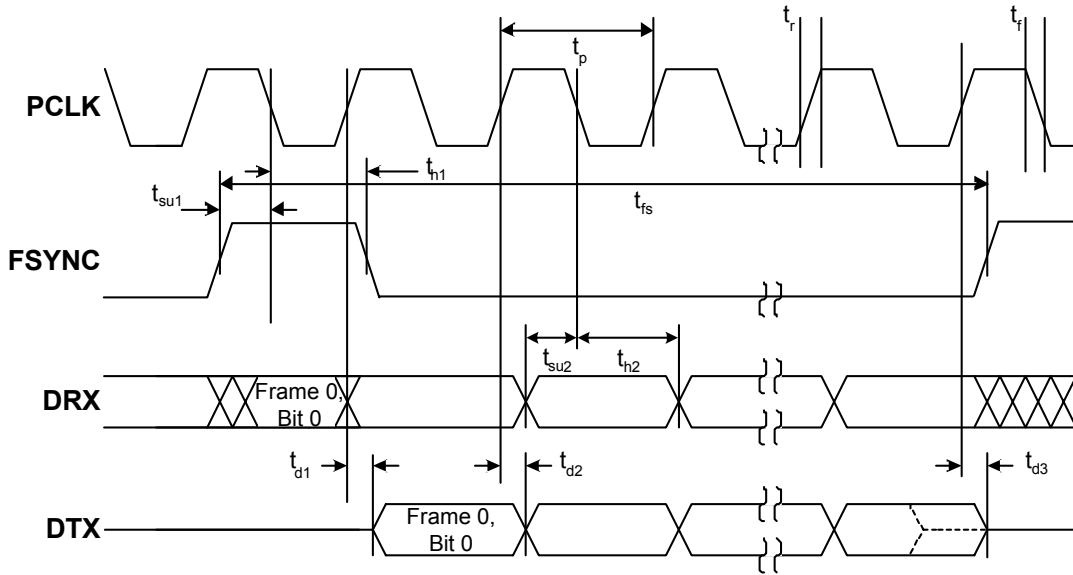 t_r
t_f
t_p
PCLK
t_h1
t_su1
t_fs
FSYNC
t_su2
t_h2
DRX
Frame 0,
Bit 0
t_d1
t_d2
t_d3
DTX
Frame 0,
Bit 0